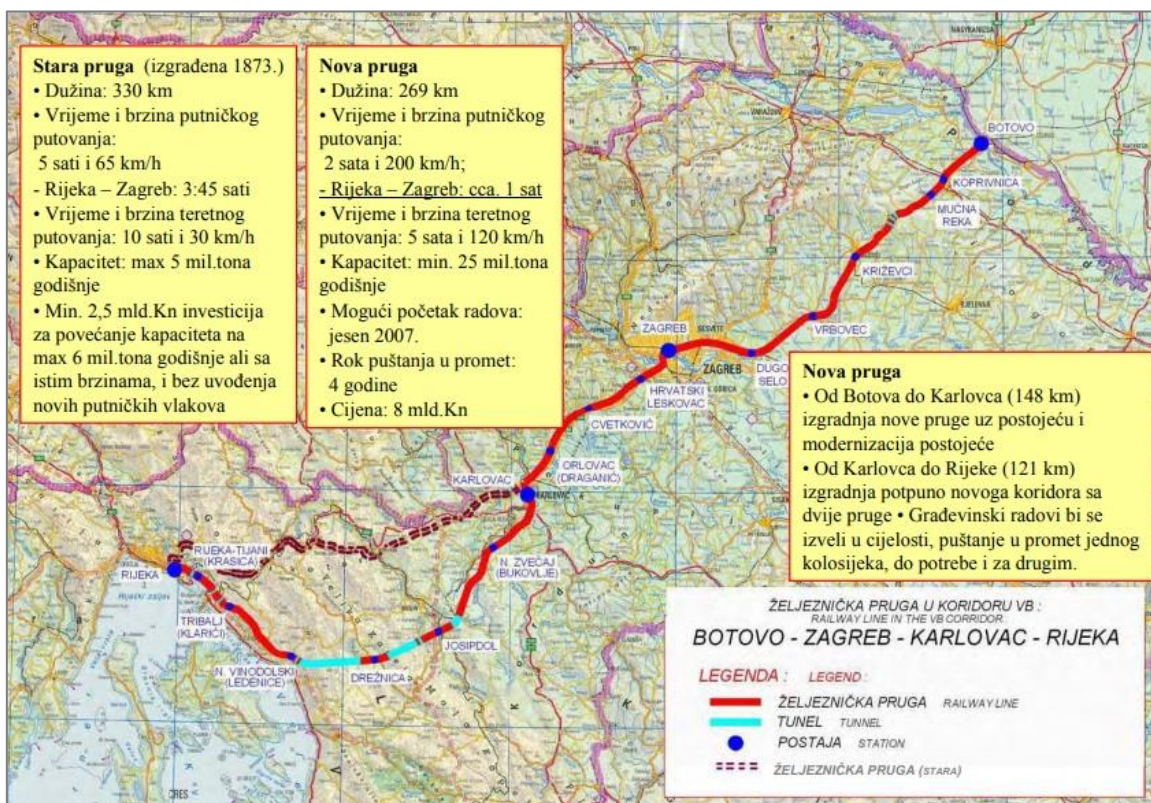 Stara pruga (izgrađena 1873.)
• Dužina: 330 km
• Vrijeme i brzina putničkog
putovanja:
5 sati i 65 km/h
- Rijeka – Zagreb: 3:45 sati
• Vrijeme i brzina teretnog
putovanja: 10 sati i 30 km/h
• Kapacitet: max 5 mil.tona
godišnje
• Min. 2,5 mld.Kn investicija
za povećanje kapaciteta na
max 6 mil.tona godišnje ali sa
istim brzinama, i bez uvođenja
novih putničkih vlakova
Nova pruga
• Dužina: 269 km
• Vrijeme i brzina putničkog
putovanja:
2 sata i 200 km/h;
- Rijeka – Zagreb: cca. 1 sat
• Vrijeme i brzina teretnog
putovanja: 5 sata i 120 km/h
• Kapacitet: min. 25 mil.tona
godišnje
• Mogući početak radova:
jesen 2007.
• Rok puštanja u promet:
4 godine
• Cijena: 8 mld.Kn
BOTOVO
KOPRIVNICA
MUČNA
REKA
KRIŽEVCI
VRBOVEC
ZAGREB
SESVETE
ZAGREB
DUGO
SELO
HRVATSKI
LESKOVAC
CVETKOVIĆ
ORLOVAC
(DRAGANIĆ)
KARLOVAC
KARLOVAC
N. ZVEČAJ
(BUKOVLJE)
RIJEKA-TIJANI
(KRASICA)
RIJEKA
Riječki zaljev
TRIBALJ
(KLARIĆI)
JOSIPDOL
DREŽNICA
N. VINODOLSKI
(LEDENICE)
CRES
Nova pruga
• Od Botova do Karlovca (148 km)
izgradnja nove pruge uz postojeću i
modernizacija postojeće
• Od Karlovca do Rijeke (121 km)
izgradnja potpuno novoga koridora sa
dvije pruge • Građevinski radovi bi se
izveli u cijelosti, puštanje u promet jednog
kolosijeka, do potrebe i za drugim.
ŽELJEZNIČKA PRUGA U KORIDORU VB :
RAILWAY LINE IN THE VB CORRIDOR
BOTOVO - ZAGREB - KARLOVAC - RIJEKA
LEGENDA : LEGEND :
ŽELJEZNIČKA PRUGA RAILWAY LINE
TUNEL TUNNEL
POSTAJA STATION
ŽELJEZNIČKA PRUGA (STARA)